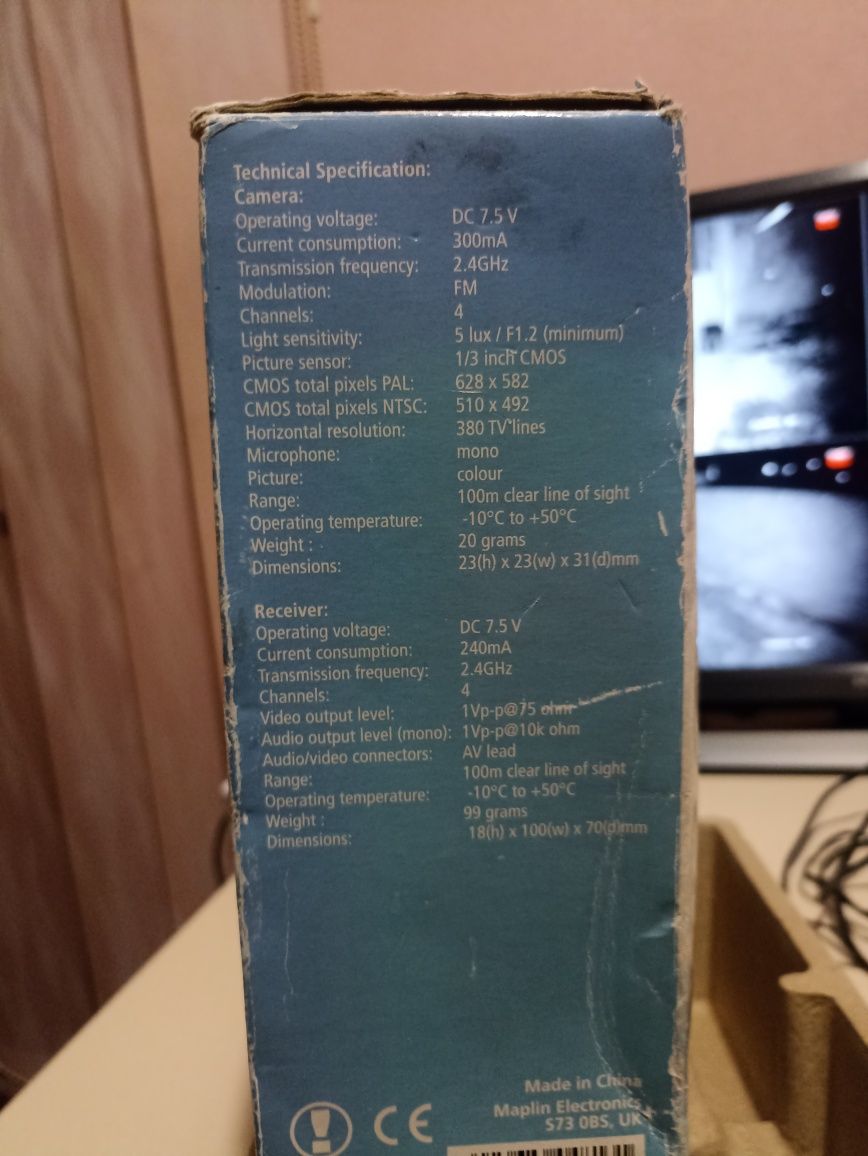 Technical Specification:
Camera:
Operating voltage: DC 7.5 V
Current consumption: 300mA
Transmission frequency: 2.4GHz
Modulation: FM
Channels: 4
Light sensitivity: 5 lux / F1.2 (minimum)
Picture sensor: 1/3 inch CMOS
CMOS total pixels PAL: 628 x 582
CMOS total pixels NTSC: 510 x 492
Horizontal resolution: 380 TV lines
Microphone: mono
Picture: colour
Range: 100m clear line of sight
Operating temperature: -10°C to +50°C
Weight : 20 grams
Dimensions: 23(h) x 23(w) x 31(d)mm
Receiver:
Operating voltage: DC 7.5 V
Current consumption: 240mA
Transmission frequency: 2.4GHz
Channels: 4
Video output level: 1Vp-p@75 ohm
Audio output level (mono): 1Vp-p@10k ohm
Audio/video connectors: AV lead
Range: 100m clear line of sight
Operating temperature: -10°C to +50°C
Weight : 99 grams
Dimensions: 18(h) x 100(w) x 70(d)mm
Made in China
Maplin Electronics
S73 0BS, UK
CE